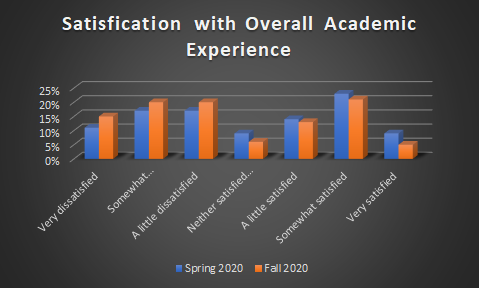 Satisfication with Overall Academic
Experience
25%
20%
15%
10%
5%
0%
Very dissatisfied
Somewhat...
A little dissatisfied
Neither satisfied...
A little satisfied
Somewhat satisfied
Very satisfied
Spring 2020
Fall 2020